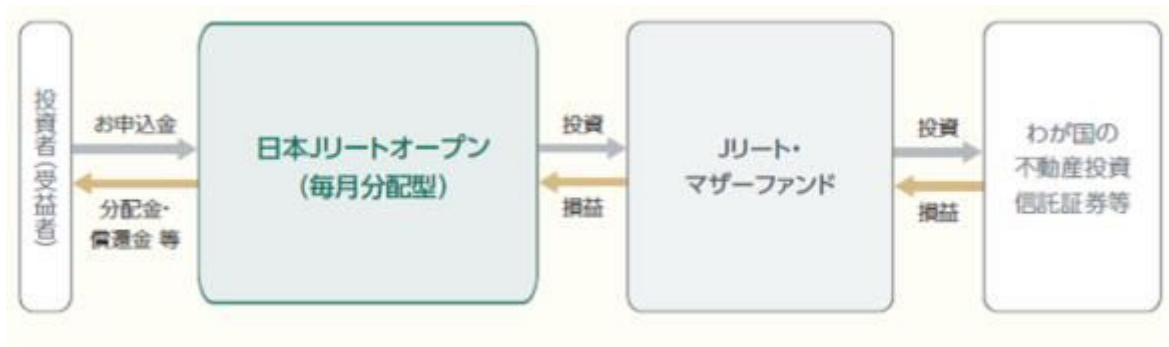 投資者(受益者)
お申込金
分配金・
償還金 等
日本Jリートオープン
(毎月分配型)
投資
損益
Jリート・
マザーファンド
投資
損益
わが国の
不動産投資
信託証券等